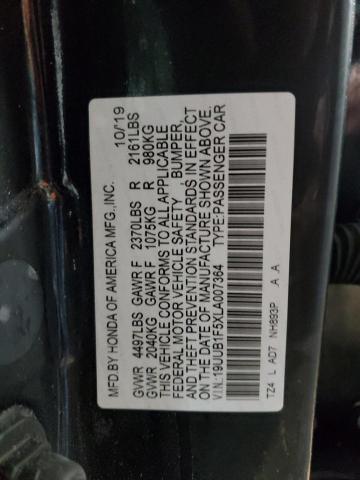 MFD.BY HONDA OF AMERICA MFG.,INC. 10/19
GVWR 4497LBS GAWR F 2370LBS R 2161LBS
GVWR 2040KG GAWR F 1075KG R 980KG
THIS VEHICLE CONFORMS TO ALL APPLICABLE
FEDERAL MOTOR VEHICLE SAFETY, BUMPER,
AND THEFT PREVENTION STANDARDS IN EFFECT
ON THE DATE OF MANUFACTURE SHOWN ABOVE.
V.I.N.:19UUB1F5XLA007364 TYPE:PASSENGER CAR
TZ4 L AD7 NH893P A .A